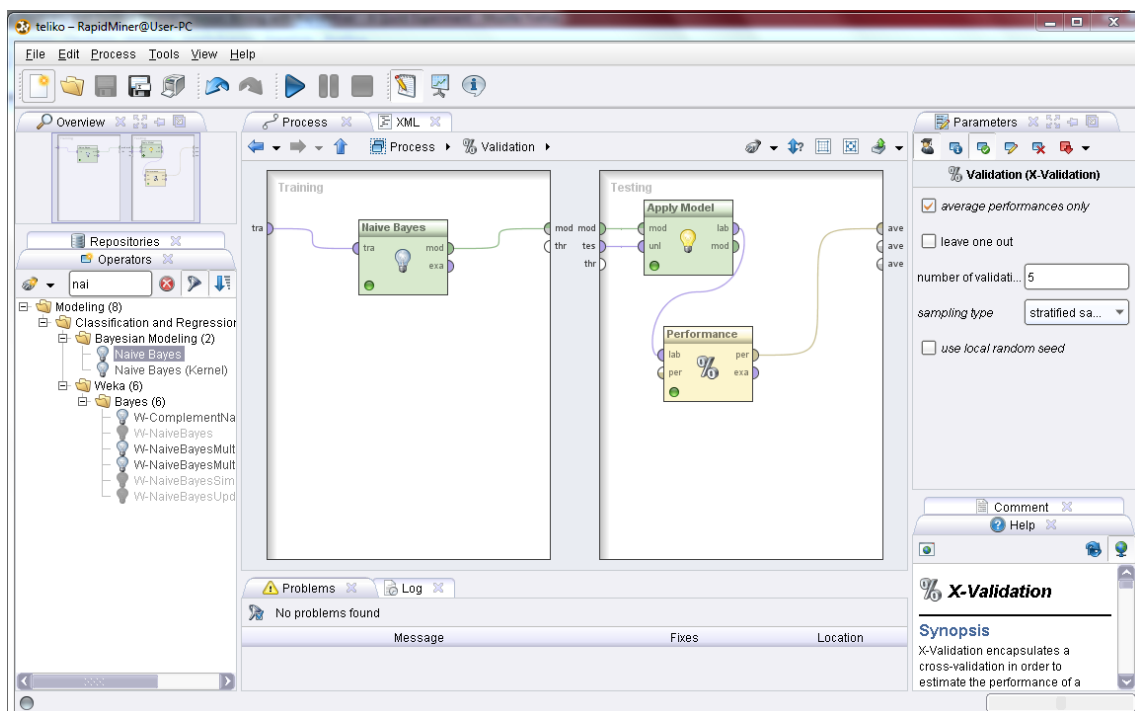 teliko – RapidMiner@User-PC
File Edit Process Tools View Help
Overview
Process
XML
Parameters
Process
Validation
Validation (X-Validation)
Training
Testing
average performances only
leave one out
number of validati... 5
sampling type stratified sa...
use local random seed
Repositories
Operators
nai
Modeling (8)
Classification and Regression
Bayesian Modeling (2)
Naive Bayes
Naive Bayes (Kernel)
Weka (6)
Bayes (6)
W-ComplementNa
W-NaiveBayes
W-NaiveBayesMult
W-NaiveBayesMult
W-NaiveBayesSim
W-NaiveBayesUpd
tra
Naive Bayes
tra mod
exa
mod
thr
mod
tes
thr
Apply Model
mod lab
unl mod
Performance
lab per
per exa
ave
ave
ave
Comment
Help
X-Validation
Synopsis
X-Validation encapsulates a
cross-validation in order to
estimate the performance of a
Problems
Log
No problems found
Message Fixes Location